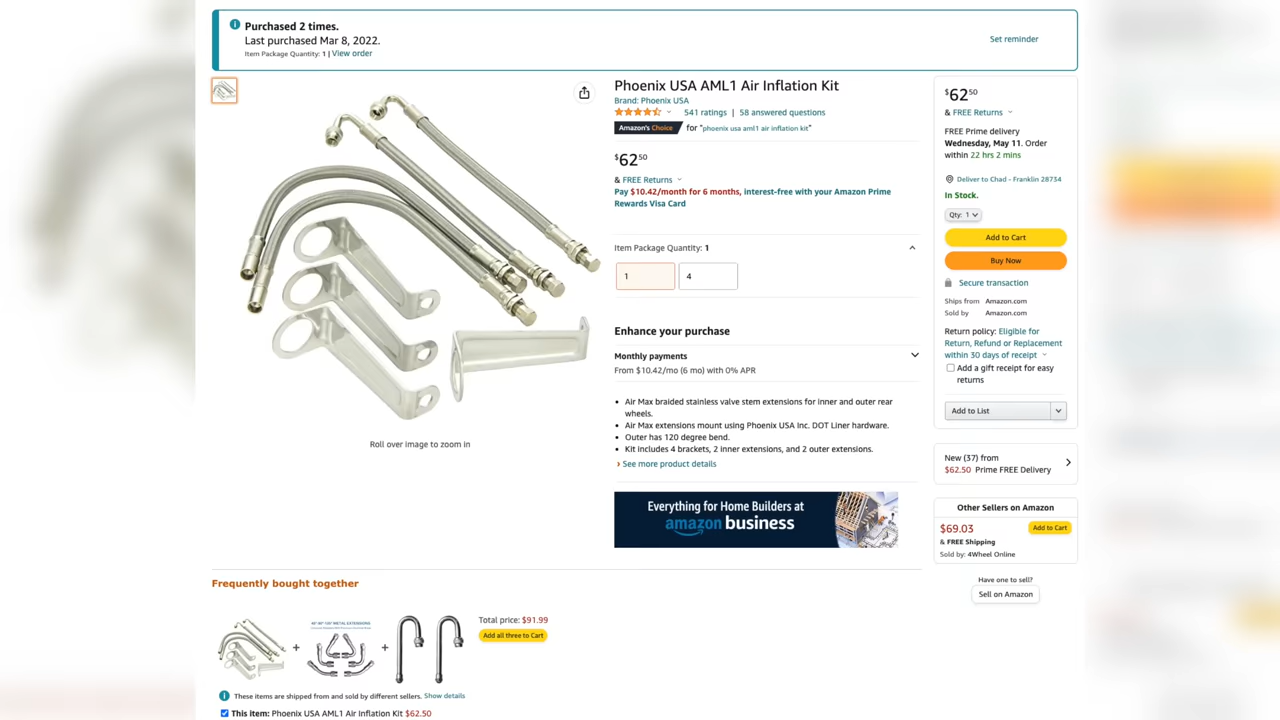 Purchased 2 times.
Last purchased Mar 8, 2022.
Item Package Quantity: 1 | View order
Set reminder
Roll over image to zoom in
Phoenix USA AML1 Air Inflation Kit
Brand: Phoenix USA
541 ratings | 58 answered questions
Amazon's Choice for "phoenix usa aml1 air inflation kit"
$62.50
& FREE Returns
Pay $10.42/month for 6 months, interest-free with your Amazon Prime
Rewards Visa Card
Item Package Quantity: 1
1
4
Enhance your purchase
Monthly payments
From $10.42/mo (6 mo) with 0% APR
• Air Max braided stainless valve stem extensions for inner and outer rear
wheels.
• Air Max extensions mount using Phoenix USA Inc. DOT Liner hardware.
• Outer has 120 degree bend.
• Kit includes 4 brackets, 2 inner extensions, and 2 outer extensions.
› See more product details
Everything for Home Builders at
amazon business
$62.50
& FREE Returns
FREE Prime delivery
Wednesday, May 11. Order
within 22 hrs 2 mins
Deliver to Chad - Franklin 28734
In Stock.
Qty: 1
Add to Cart
Buy Now
Secure transaction
Ships from Amazon.com
Sold by Amazon.com
Return policy: Eligible for
Return, Refund or Replacement
within 30 days of receipt
Add a gift receipt for easy
returns
Add to List
New (37) from
$62.50 Prime FREE Delivery
Other Sellers on Amazon
$69.03
Add to Cart
& FREE Shipping
Sold by: 4Wheel Online
Have one to sell?
Sell on Amazon
Frequently bought together
Total price: $91.99
Add all three to Cart
These items are shipped from and sold by different sellers. Show details
This item: Phoenix USA AML1 Air Inflation Kit $62.50